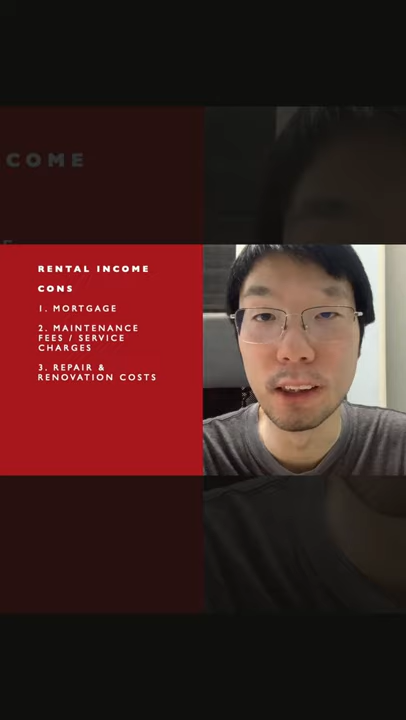 COME
RENTAL INCOME
CONS
1. MORTGAGE
2. MAINTENANCE
FEES / SERVICE
CHARGES
3. REPAIR &
RENOVATION COSTS